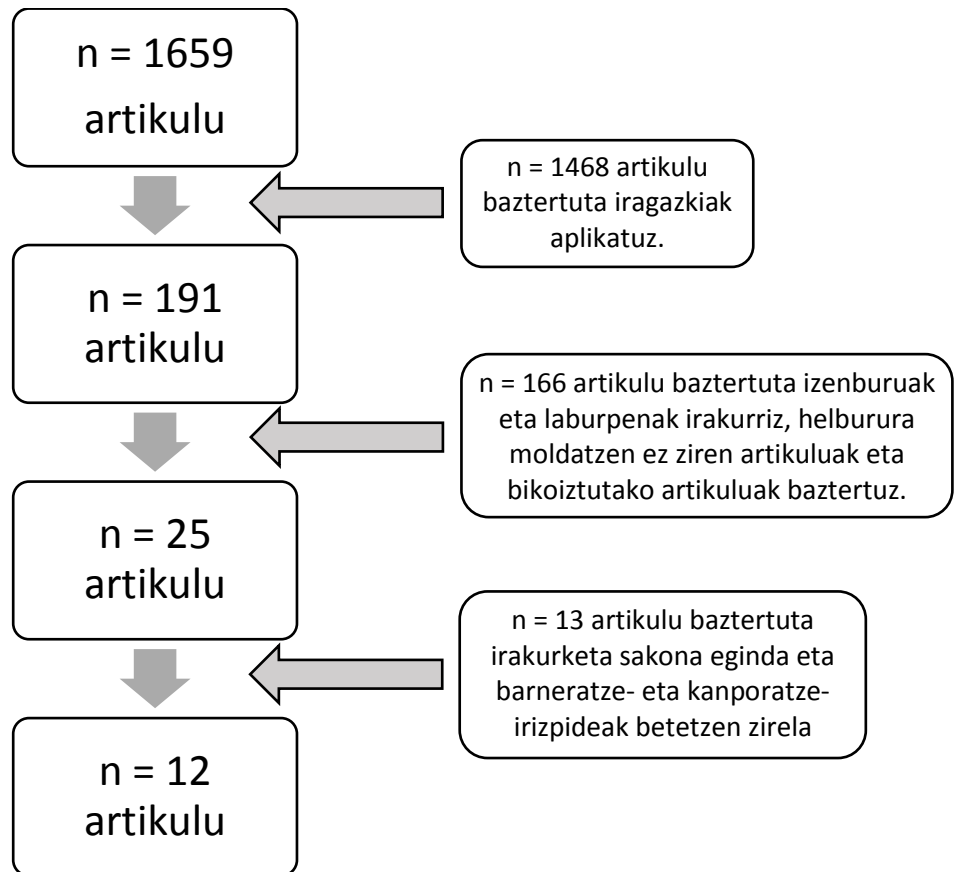 n = 1659
artikulu
n = 1468 artikulu
baztertuta iragazkiak
aplikatuz.
n = 191
artikulu
n = 166 artikulu baztertuta izenburuak
eta laburpenak irakurriz, helburura
moldatzen ez ziren artikuluak eta
bikoiztutako artikuluak baztertuz.
n = 25
artikulu
n = 13 artikulu baztertuta
irakurketa sakona eginda eta
barneratze- eta kanporatze-
irizpideak betetzen zirela
n = 12
artikulu